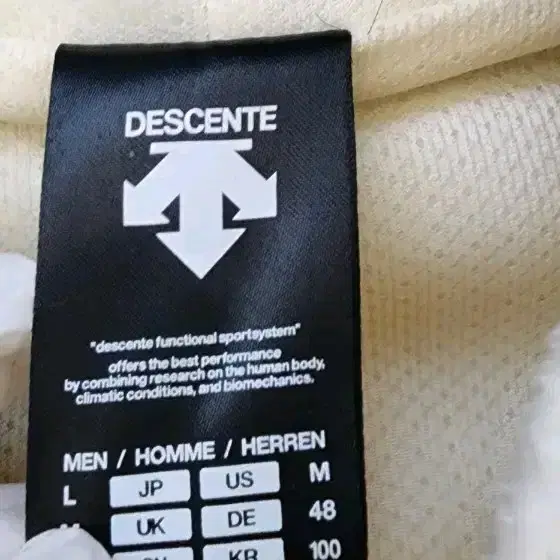 DESCENTE
"descente functional sportsystem"
offers the best performance
by combining research on the human body,
climatic conditions, and biomechanics.
MEN / HOMME / HERREN
L JP US M
UK DE 48
KR 100